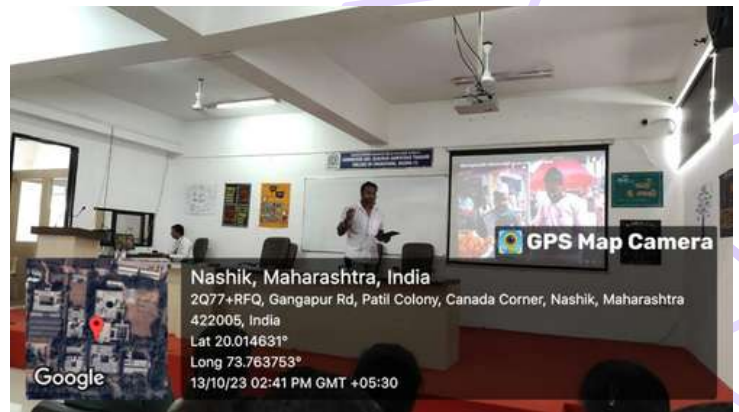 GPS Map Camera
Nashik, Maharashtra, India
2Q77+RFQ, Gangapur Rd, Patil Colony, Canada Corner, Nashik, Maharashtra
422005, India
Lat 20.014631°
Long 73.763753°
13/10/23 02:41 PM GMT +05:30
Google